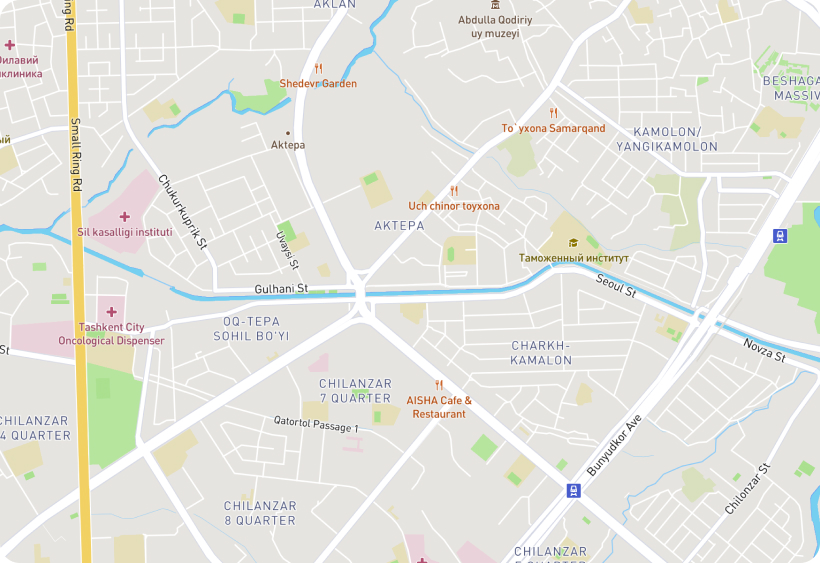 AKLAN
Abdulla Qodiriy
uy muzeyi
ng Rd
Shedevr Garden
BESHAGA
MASSIV
To`yxona Samarqand
KAMOLON/
YANGIKAMOLON
Small Ring Rd
Aktepa
Chukurkuprik St
Uch chinor toyxona
AKTEPA
Sil kasalligi instituti
Uvaysi St
Таможенный институт
Gulhani St
Seoul St
Tashkent City
Oncological Dispenser
OQ-TEPA
SOHIL BO'YI
St
CHARKH-
KAMALON
Novza St
CHILANZAR
7 QUARTER
AISHA Cafe &
Restaurant
CHILANZAR
4 QUARTER
Qatortol Passage 1
Bunyudkor Ave
Chilonzar St
CHILANZAR
8 QUARTER
CHILANZAR